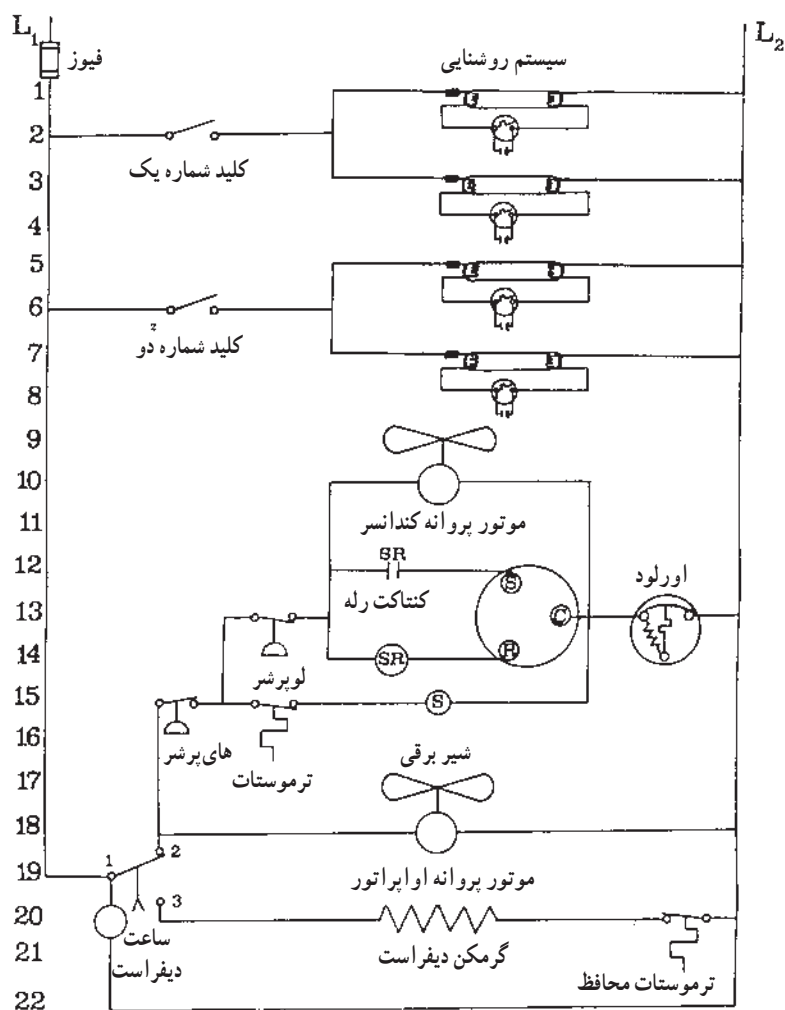 L1
L2
فیوز
سیستم روشنایی
1
2
کلید شماره یک
3
4
5
6
z
کلید شماره دو
7
8
9
10
موتور پروانه کندانسر
11
12
SR
S
کنتاکت رله
اورلود
13
C
14
SR
R
لوپرشر
15
S
16
های‌پرشر
ترموستات
شیر برقی
17
18
2
19
1
موتور پروانه اواپراتور
3
20
ساعت
دیفراست
گرمکن دیفراست
21
ترموستات محافظ
22